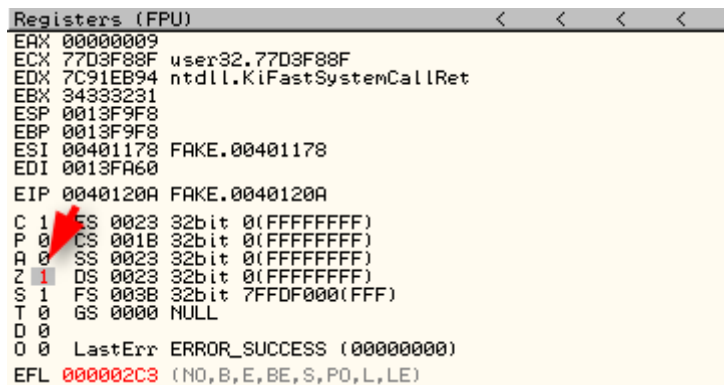 Registers (FPU) < < < <
EAX 00000009
ECX 77D3F88F user32.77D3F88F
EDX 7C91EB94 ntdll.KiFastSystemCallRet
EBX 34333231
ESP 0013F9F8
EBP 0013F9F8
ESI 00401178 FAKE.00401178
EDI 0013FA60
EIP 0040120A FAKE.0040120A
C 1 ES 0023 32bit 0(FFFFFFFF)
P 0 CS 001B 32bit 0(FFFFFFFF)
A 0 SS 0023 32bit 0(FFFFFFFF)
Z 1 DS 0023 32bit 0(FFFFFFFF)
S 1 FS 003B 32bit 7FFDF000(FFF)
T 0 GS 0000 NULL
D 0
O 0 LastErr ERROR_SUCCESS (00000000)
EFL 000002C3 (NO,B,E,BE,S,PO,L,LE)